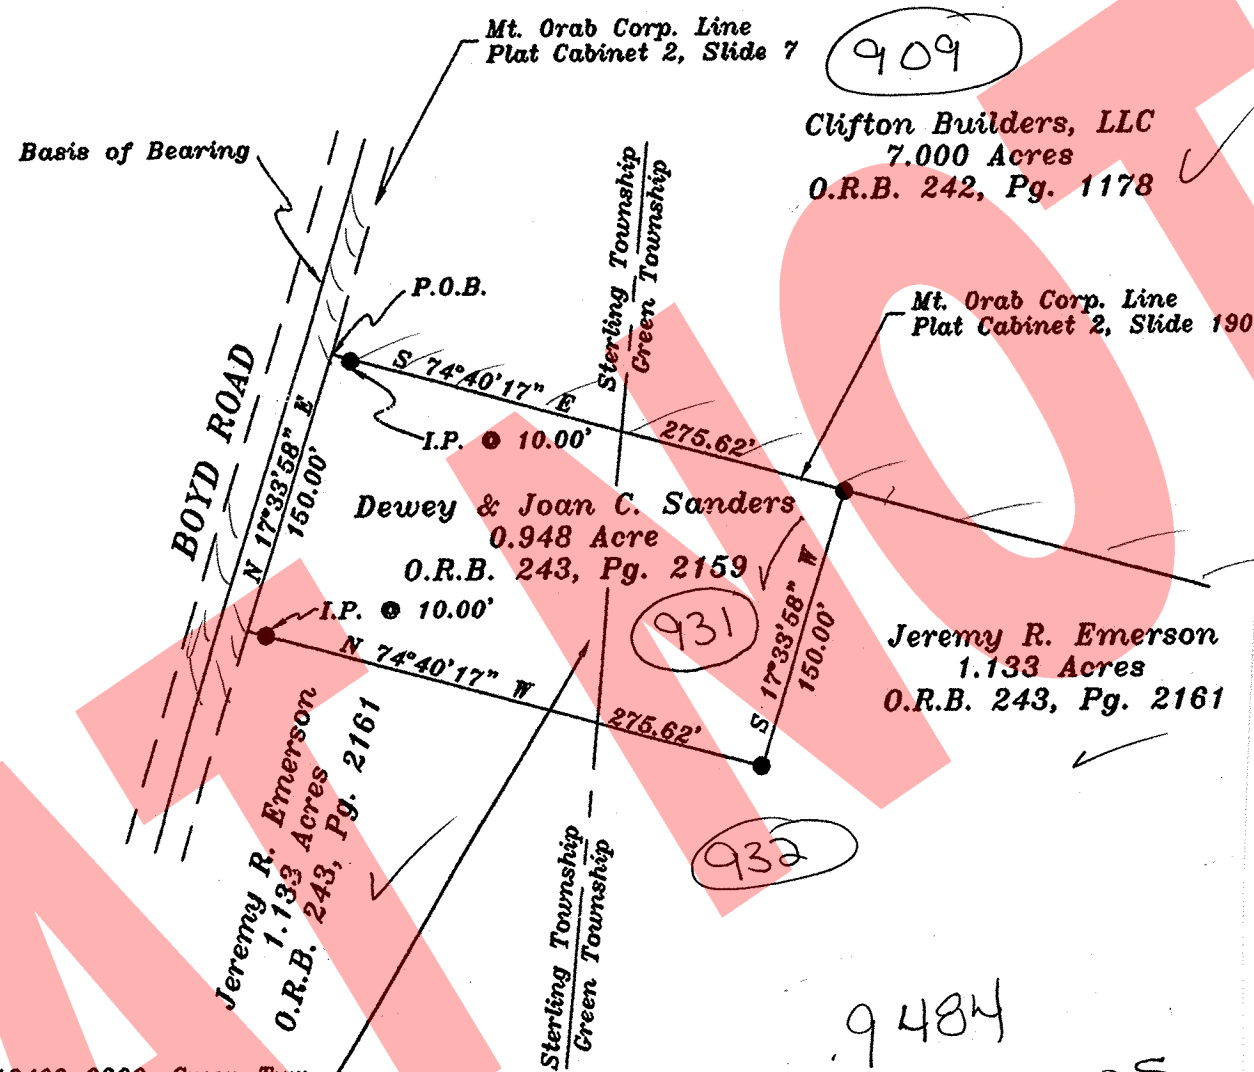 Mt. Orab Corp. Line
Plat Cabinet 2, Slide 7
909
Clifton Builders, LLC
7.000 Acres
O.R.B. 242, Pg. 1178
Basis of Bearing
Sterling Township
Green Township
P.O.B.
Mt. Orab Corp. Line
Plat Cabinet 2, Slide 190
BOYD ROAD
N 17°33'58" E
150.00'
S 74°40'17" E
275.62'
I.P. @ 10.00'
Dewey & Joan C. Sanders
0.948 Acre
O.R.B. 243, Pg. 2159
I.P. @ 10.00'
931
S 17°33'58" W
150.00'
Jeremy R. Emerson
1.133 Acres
O.R.B. 243, Pg. 2161
N 74°40'17" W
275.62'
Jeremy R. Emerson
1.133 Acres
O.R.B. 243, Pg. 2161
932
Sterling Township
Green Township
.9484